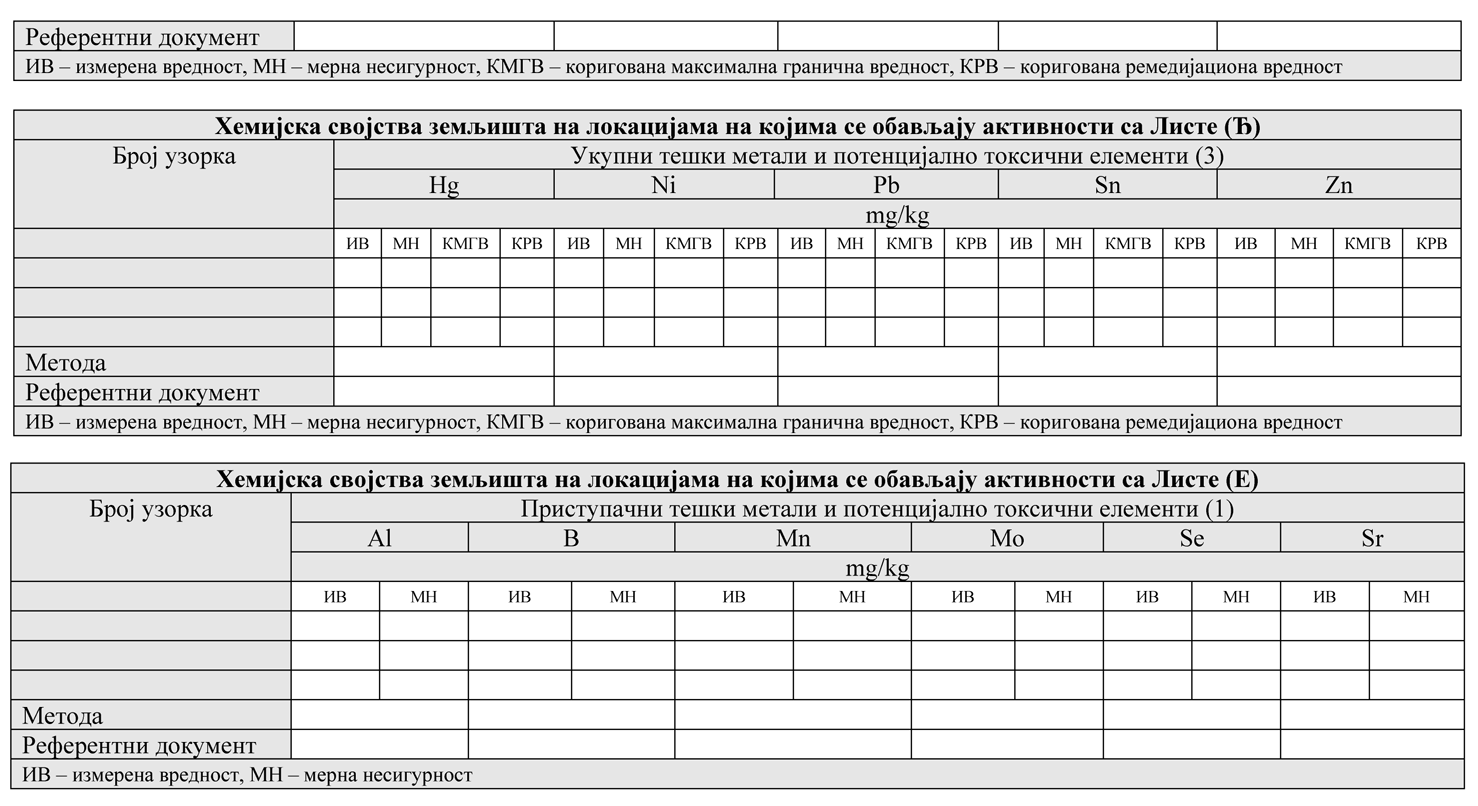 Референтни документ
ИВ – измерена вредност, МН – мерна несигурност, КМГВ – коригована максимална гранична вредност, КРВ – коригована ремедијациона вредност
Хемијска својства земљишта на локацијама на којима се обављају активности са Листе (Ђ)
Број узорка Укупни тешки метали и потенцијално токсични елементи (3)
Hg Ni Pb Sn Zn
mg/kg
ИВ МН КМГВ КРВ ИВ МН КМГВ КРВ ИВ МН КМГВ КРВ ИВ МН КМГВ КРВ ИВ МН КМГВ КРВ
Метода
Референтни документ
ИВ – измерена вредност, МН – мерна несигурност, КМГВ – коригована максимална гранична вредност, КРВ – коригована ремедијациона вредност
Хемијска својства земљишта на локацијама на којима се обављају активности са Листе (Е)
Број узорка Приступачни тешки метали и потенцијално токсични елементи (1)
Al B Mn Mo Se Sr
mg/kg
ИВ МН ИВ МН ИВ МН ИВ МН ИВ МН ИВ МН
Метода
Референтни документ
ИВ – измерена вредност, МН – мерна несигурност